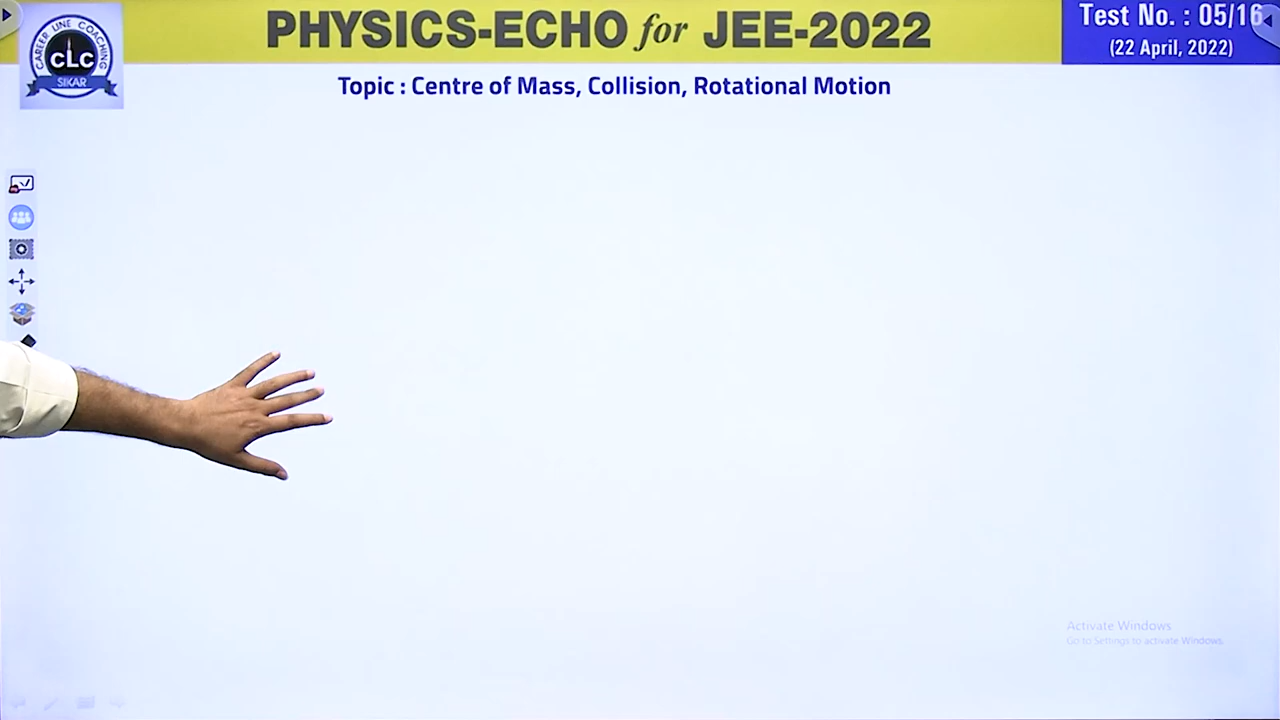 PHYSICS-ECHO for JEE-2022
Test No. : 05/16
(22 April, 2022)
CAREER LINE COACHING
CLC
SIKAR
Topic : Centre of Mass, Collision, Rotational Motion
Activate Windows
Go to Settings to activate Windows.